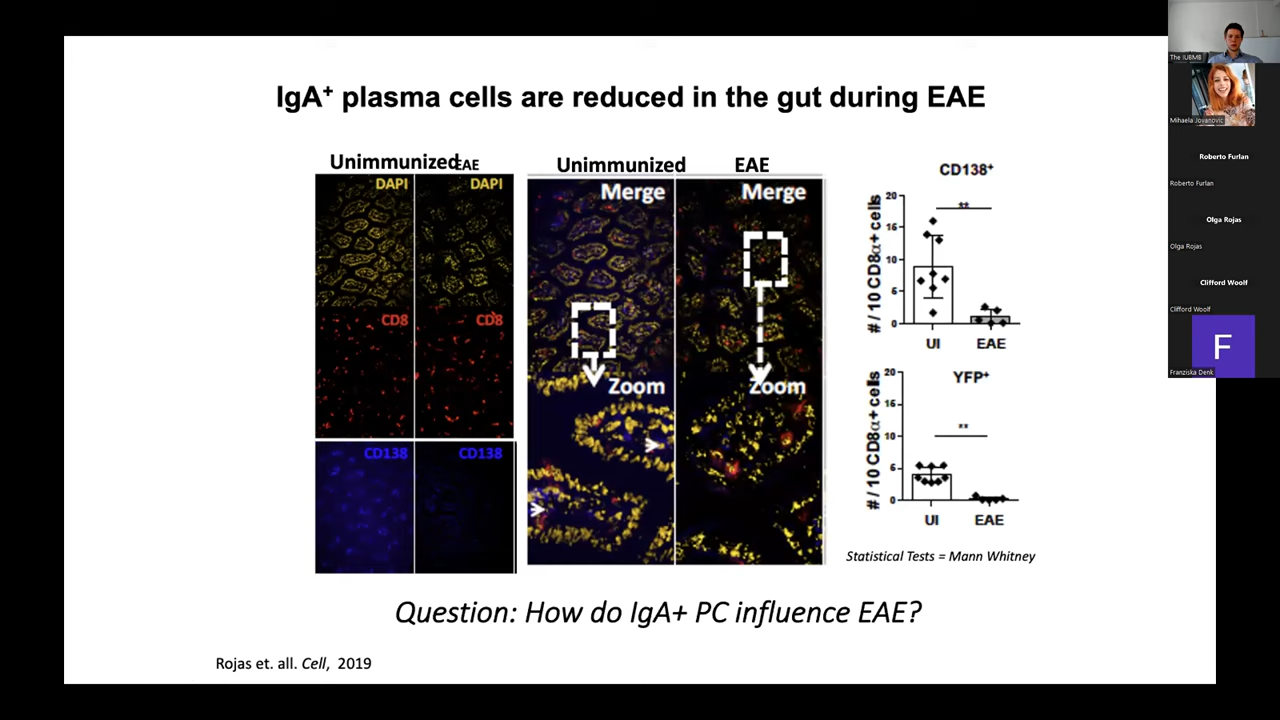 IgA+ plasma cells are reduced in the gut during EAE
Unimmunized EAE
DAPI DAPI
CD8 CD8
CD138 CD138
Unimmunized EAE
Merge Merge
Zoom Zoom
CD138+
# / 10 CD8α+ cells
20
16
10
5
0
**
UI EAE
YFP+
# / 10 CD8α+ cells
20
15
10
5
0
**
UI EAE
Statistical Tests = Mann Whitney
Question: How do IgA+ PC influence EAE?
Rojas et. all. Cell, 2019
The IUBMB
Mihaela Jovanovic
Roberto Furlan
Roberto Furlan
Olga Rojas
Olga Rojas
Clifford Woolf
Clifford Woolf
F
Franziska Denk